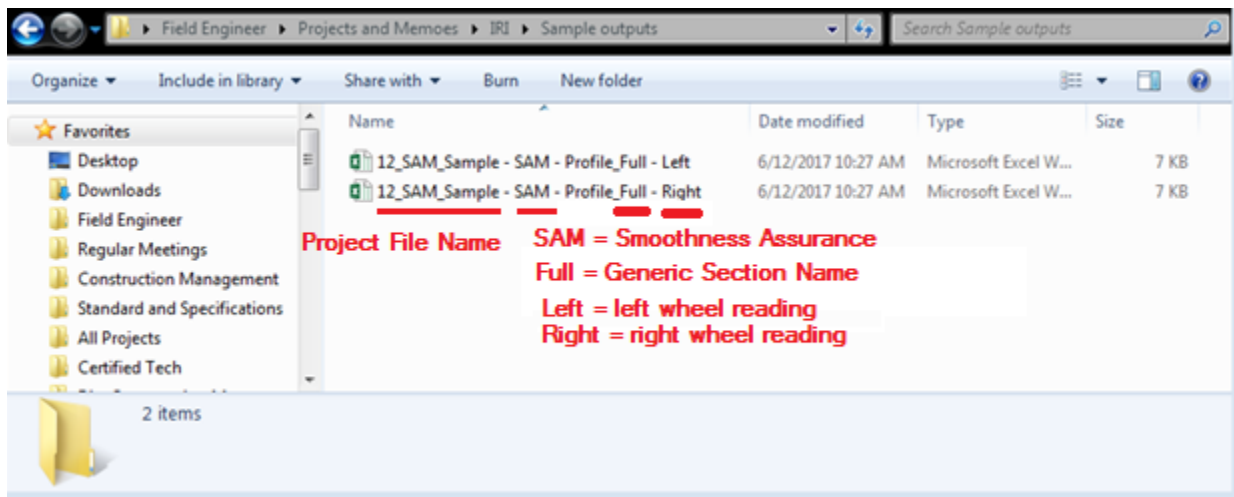 Field Engineer Projects and Memoes IRI Sample outputs Search Sample outputs
Organize Include in library Share with Burn New folder
Favorites
Desktop
Downloads
Field Engineer
Regular Meetings
Construction Management
Standard and Specifications
All Projects
Certified Tech
Name Date modified Type Size
12_SAM_Sample - SAM - Profile_Full - Left 6/12/2017 10:27 AM Microsoft Excel W... 7 KB
12_SAM_Sample - SAM - Profile_Full - Right 6/12/2017 10:27 AM Microsoft Excel W... 7 KB
Project File Name
SAM = Smoothness Assurance
Full = Generic Section Name
Left = left wheel reading
Right = right wheel reading
2 items